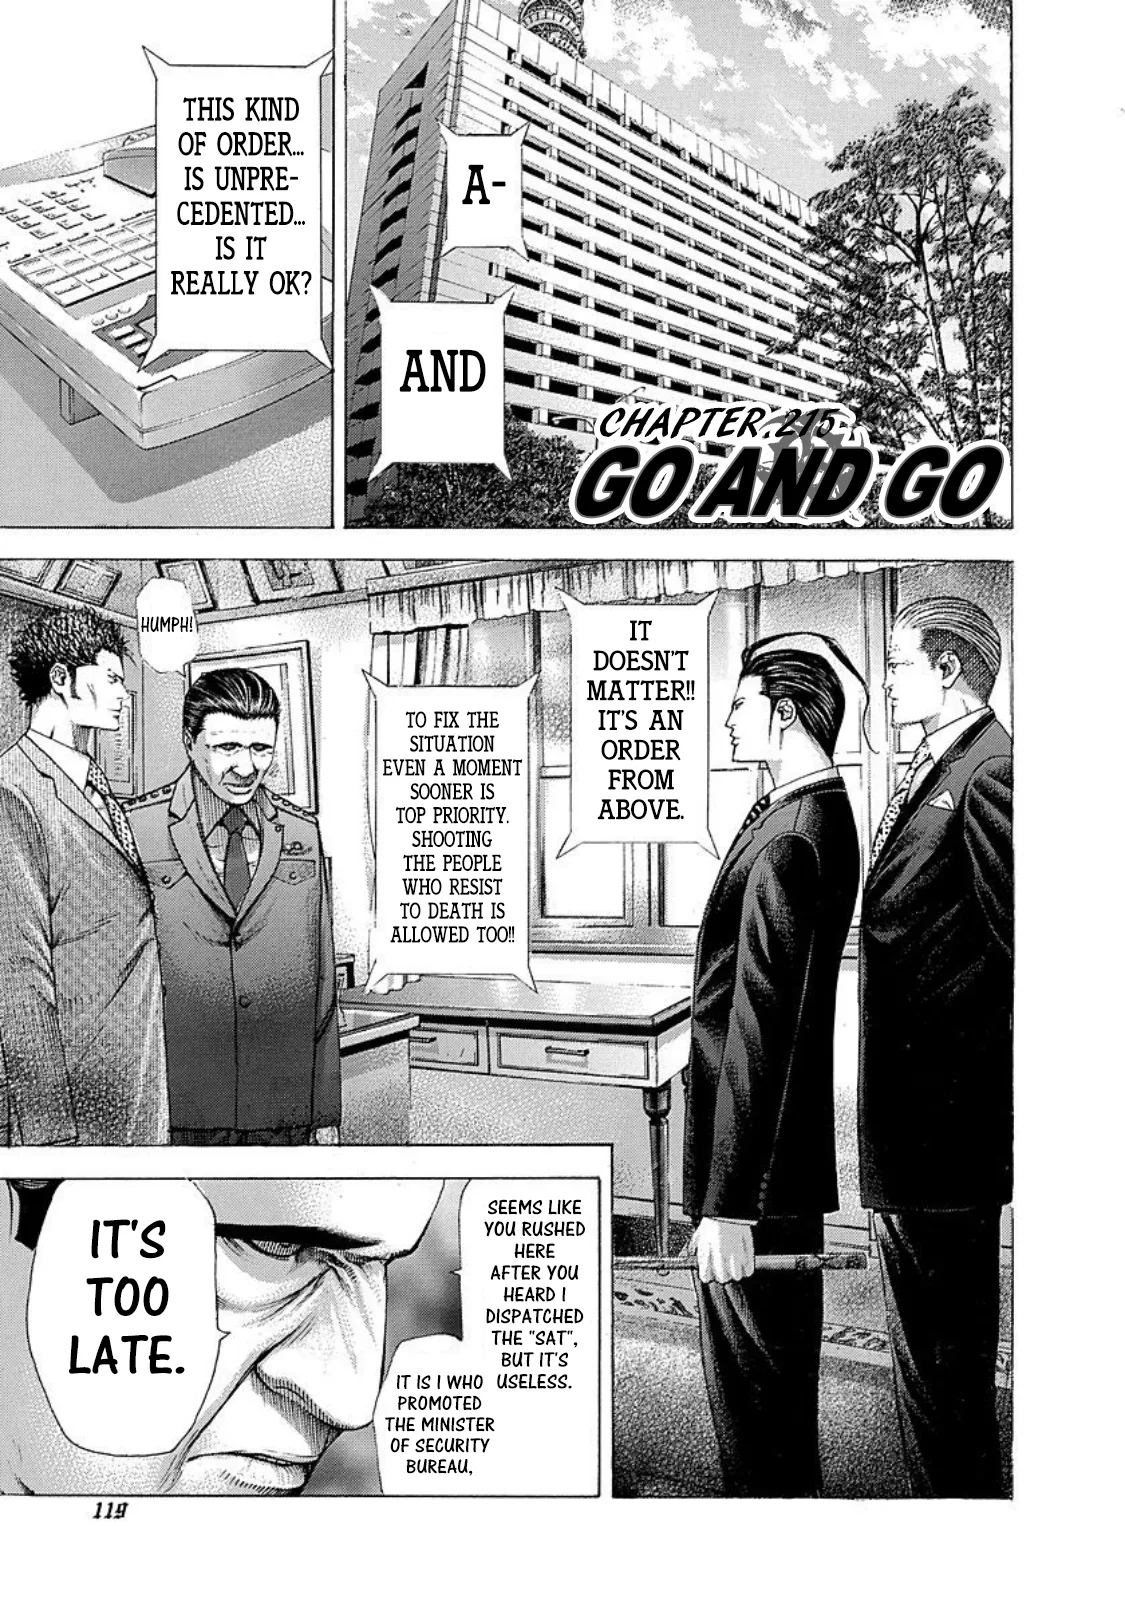 A-
AND
CHAPTER.215
GO AND GO
THIS KIND
OF ORDER...
IS UNPRE-
CEDENTED...
IS IT
REALLY OK?
IT
DOESN'T
MATTER!!
IT'S AN
ORDER
FROM
ABOVE.
TO FIX THE
SITUATION
EVEN A MOMENT
SOONER IS
TOP PRIORITY.
SHOOTING
THE PEOPLE
WHO RESIST
TO DEATH IS
ALLOWED TOO!!
HUMPH!
SEEMS LIKE
YOU RUSHED
HERE
AFTER YOU
HEARD I
DISPATCHED
THE "SAT",
BUT IT'S
USELESS.
IT IS I WHO
PROMOTED
THE MINISTER
OF SECURITY
BUREAU,
IT'S
TOO
LATE.
119